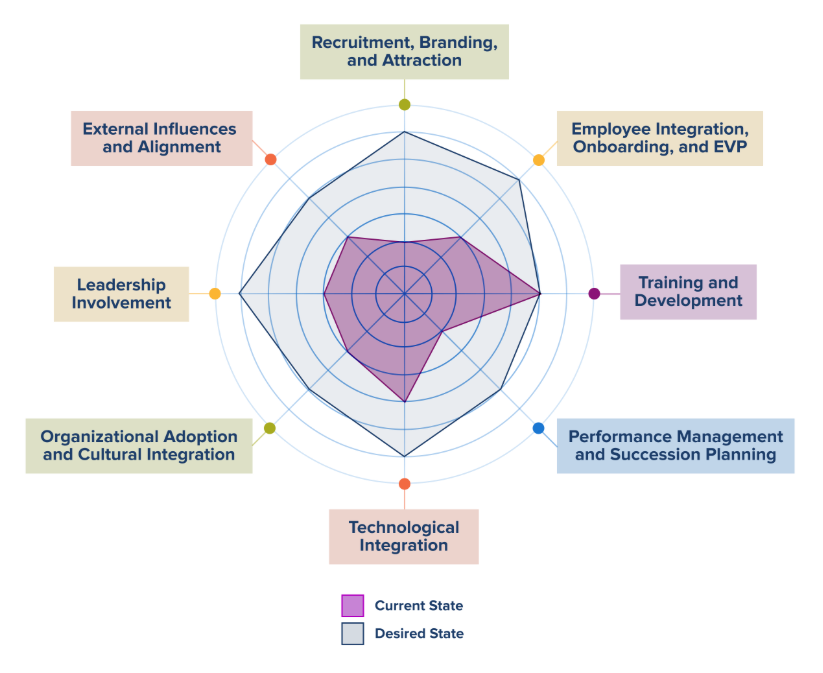 Recruitment, Branding,
and Attraction
External Influences
and Alignment
Employee Integration,
Onboarding, and EVP
Leadership
Involvement
Training and
Development
Organizational Adoption
and Cultural Integration
Performance Management
and Succession Planning
Technological
Integration
Current State
Desired State